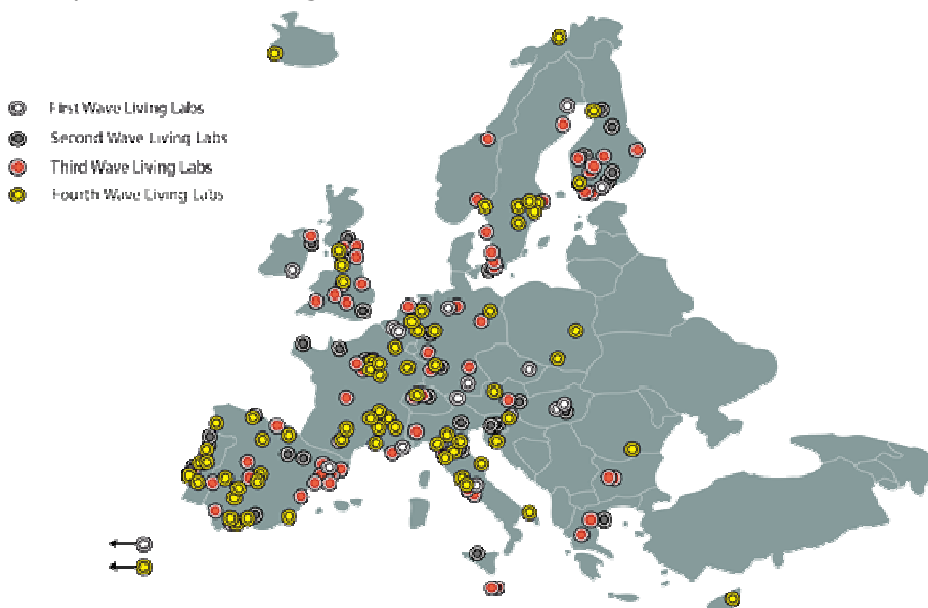 First Wave Living Labs
Second Wave Living Labs
Third Wave Living Labs
Fourth Wave Living Labs